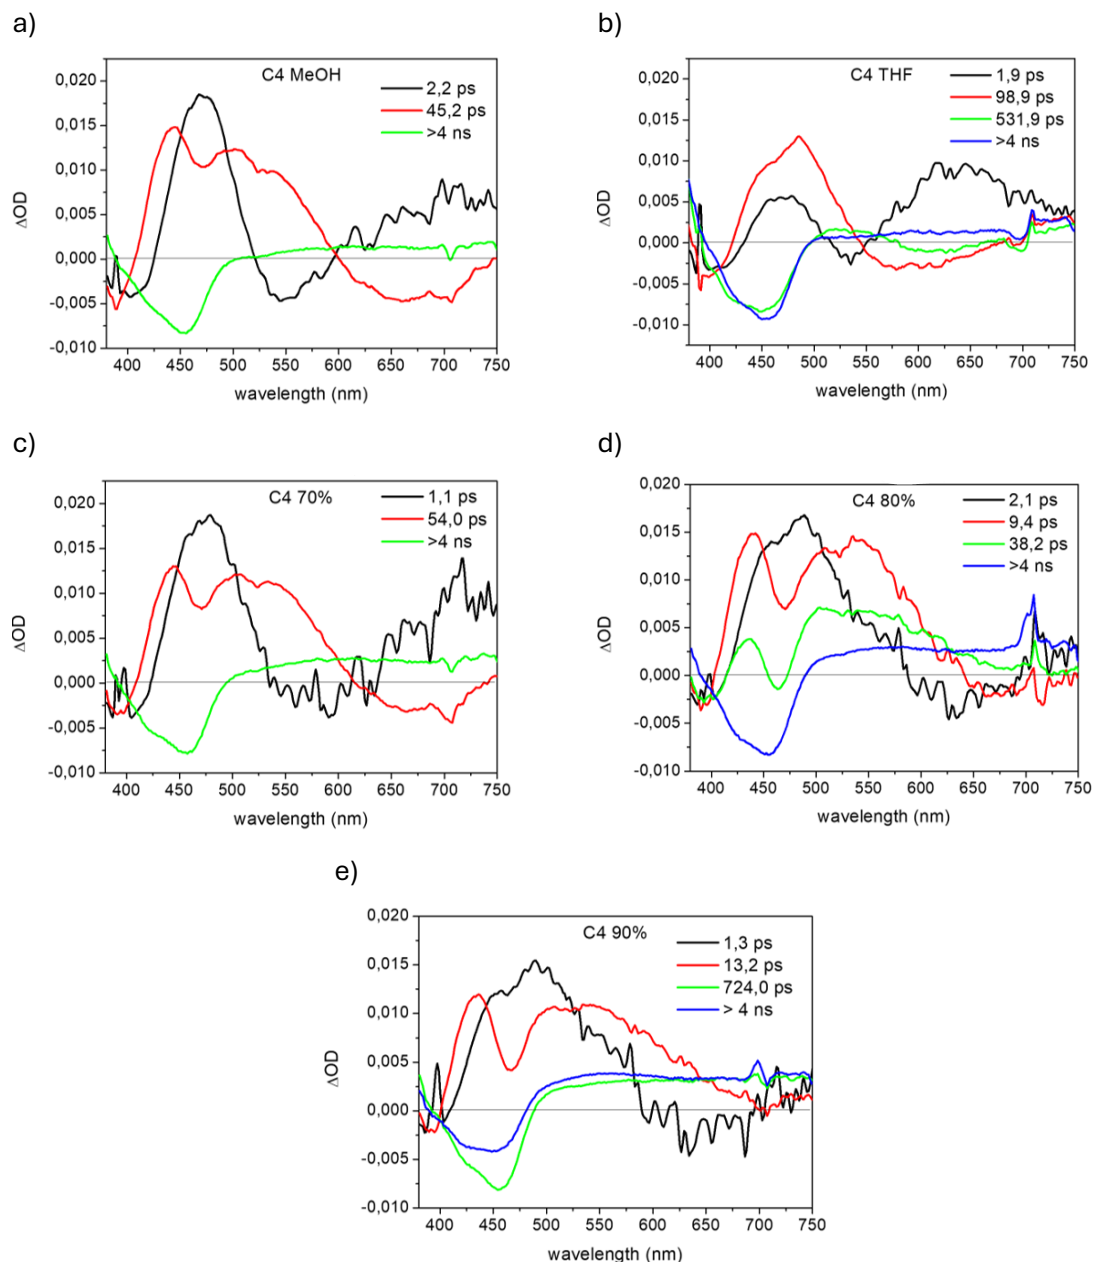 a)
C4 MeOH
2,2 ps
45,2 ps
>4 ns
0,020
0,015
0,010
0,005
0,000
-0,005
-0,010
ΔOD
400 450 500 550 600 650 700 750
wavelength (nm)
b)
C4 THF
1,9 ps
98,9 ps
531,9 ps
>4 ns
0,020
0,015
0,010
0,005
0,000
-0,005
-0,010
ΔOD
400 450 500 550 600 650 700 750
wavelength (nm)
c)
C4 70%
1,1 ps
54,0 ps
>4 ns
0,020
0,015
0,010
0,005
0,000
-0,005
-0,010
ΔOD
400 450 500 550 600 650 700 750
wavelength (nm)
d)
C4 80%
2,1 ps
9,4 ps
38,2 ps
>4 ns
0,020
0,015
0,010
0,005
0,000
-0,005
-0,010
ΔOD
400 450 500 550 600 650 700 750
wavelength (nm)
e)
C4 90%
1,3 ps
13,2 ps
724,0 ps
> 4 ns
0,020
0,015
0,010
0,005
0,000
-0,005
-0,010
ΔOD
400 450 500 550 600 650 700 750
wavelength (nm)